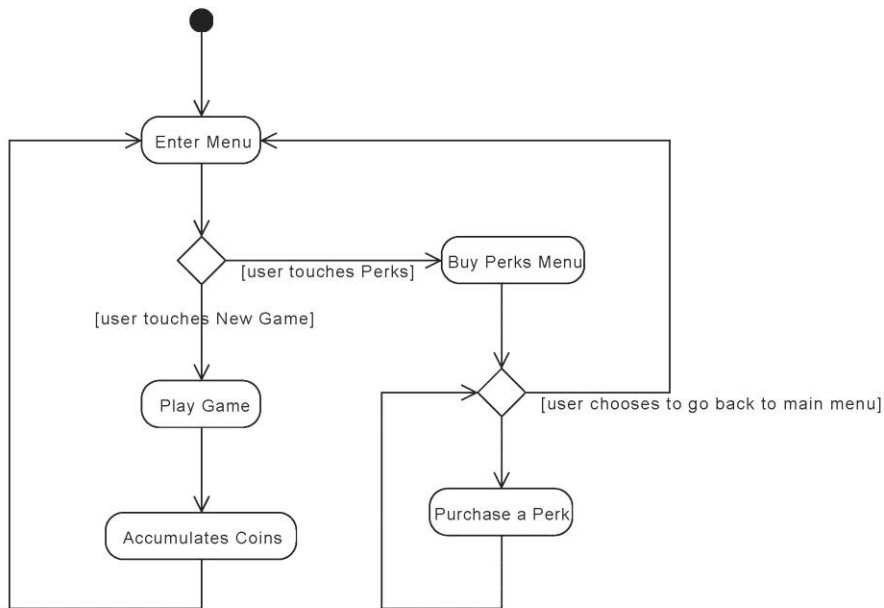 Enter Menu
[user touches Perks]
Buy Perks Menu
[user touches New Game]
Play Game
[user chooses to go back to main menu]
Purchase a Perk
Accumulates Coins